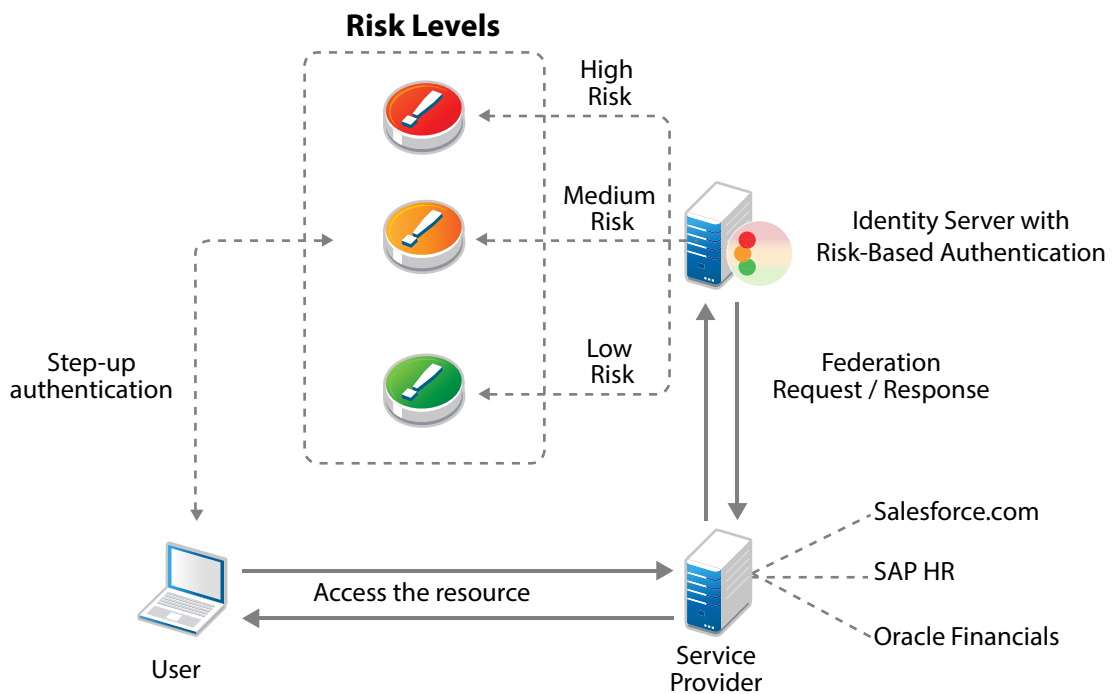 Risk Levels
High
Risk
Medium
Risk
Low
Risk
Identity Server with
Risk-Based Authentication
Step-up
authentication
Federation
Request / Response
Salesforce.com
SAP HR
Oracle Financials
Access the resource
User
Service
Provider